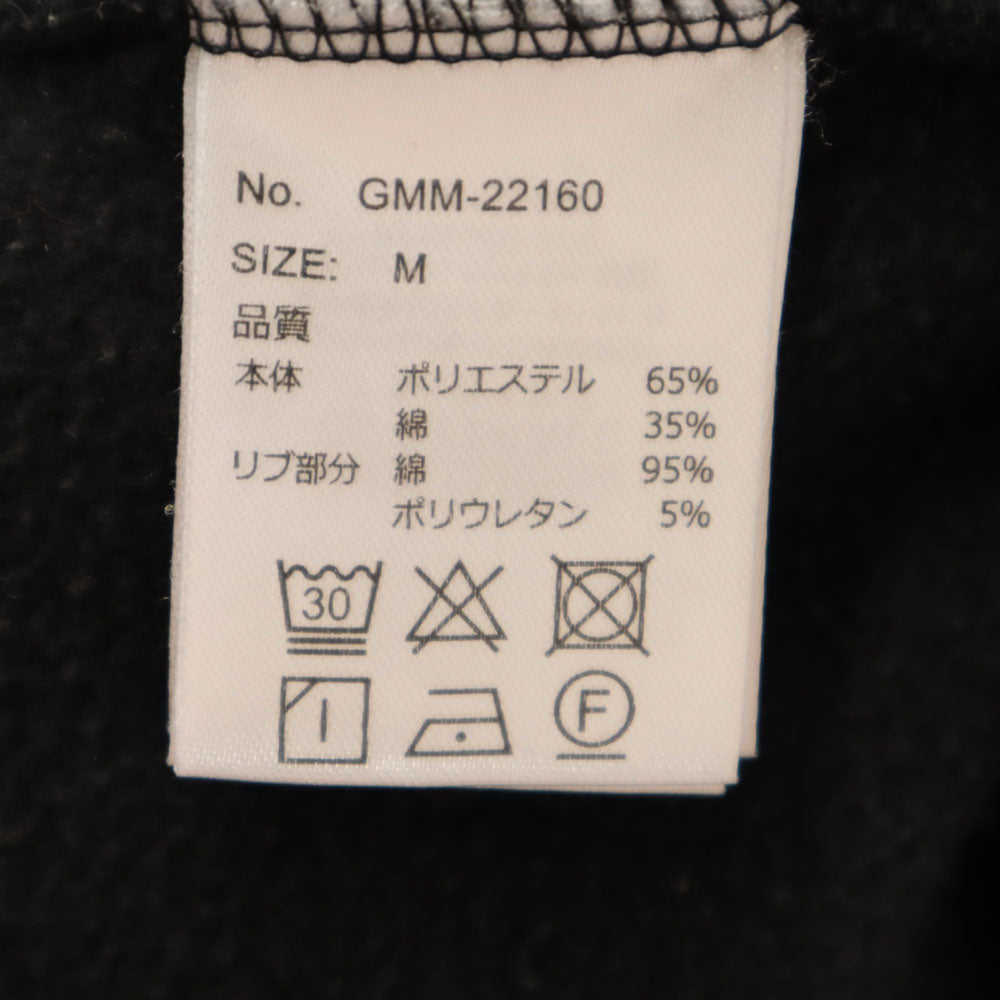 No. GMM-22160
SIZE: M
品質
本体 ポリエステル 65%
綿 35%
リブ部分 綿 95%
ポリウレタン 5%
30
F